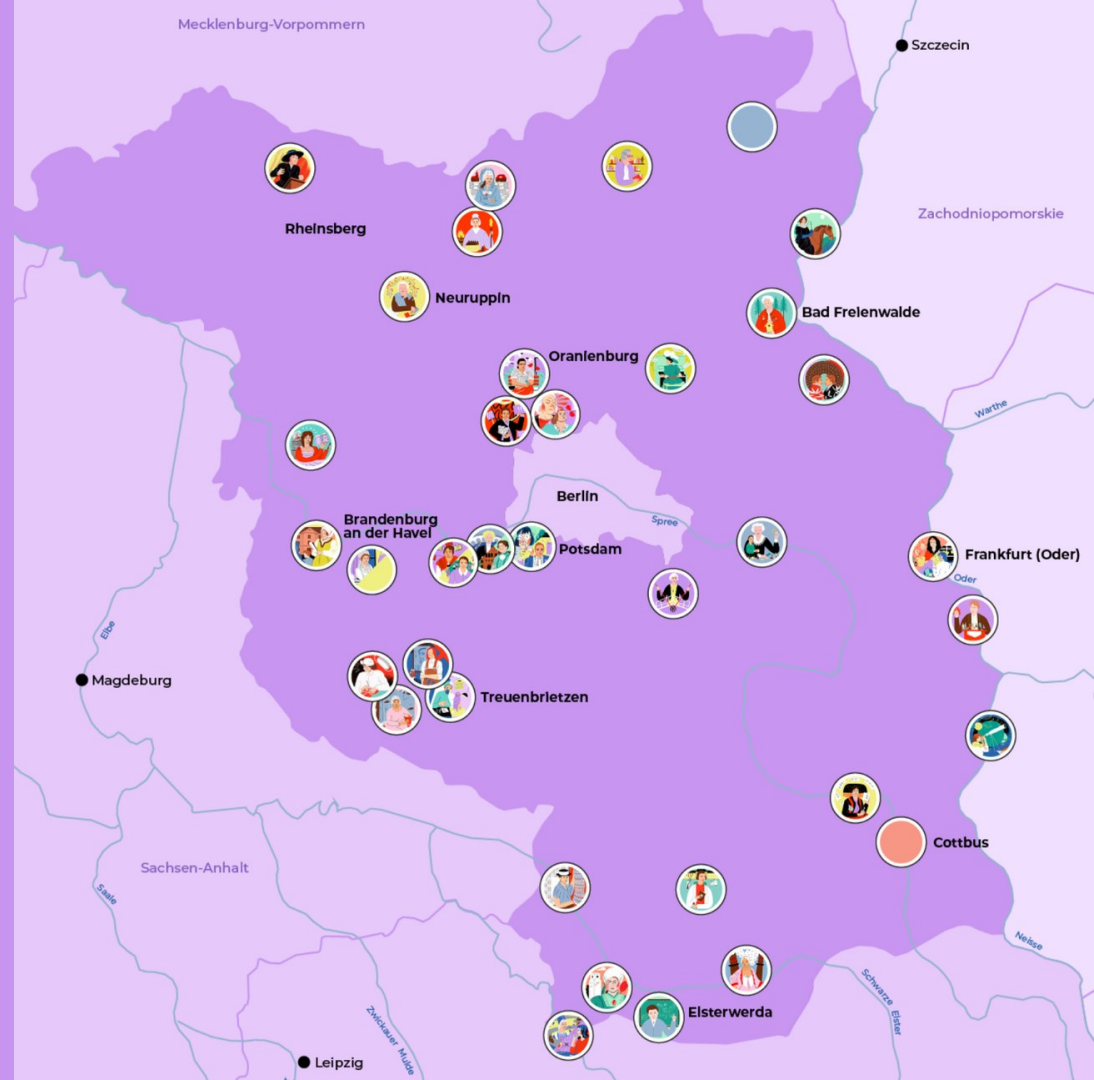 Mecklenburg-Vorpommern
Szczecin
Zachodniopomorskie
Rheinsberg
Neuruppin
Bad Freienwalde
Oranienburg
Warthe
Berlin
Brandenburg
an der Havel
Spree
Potsdam
Frankfurt (Oder)
Oder
Elbe
Magdeburg
Treuenbrietzen
Cottbus
Sachsen-Anhalt
Saale
Neisse
Schwarze Elster
Elsterwerda
Zwickauer Mulde
Leipzig